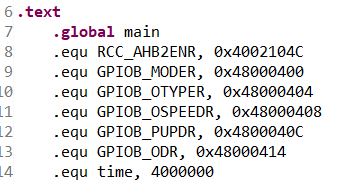 6 .text
7 .global main
8 .equ RCC_AHB2ENR, 0x4002104C
9 .equ GPIOB_MODER, 0x48000400
10 .equ GPIOB_OTYPER, 0x48000404
11 .equ GPIOB_OSPEEDR, 0x48000408
12 .equ GPIOB_PUPDR, 0x4800040C
13 .equ GPIOB_ODR, 0x48000414
14 .equ time, 4000000